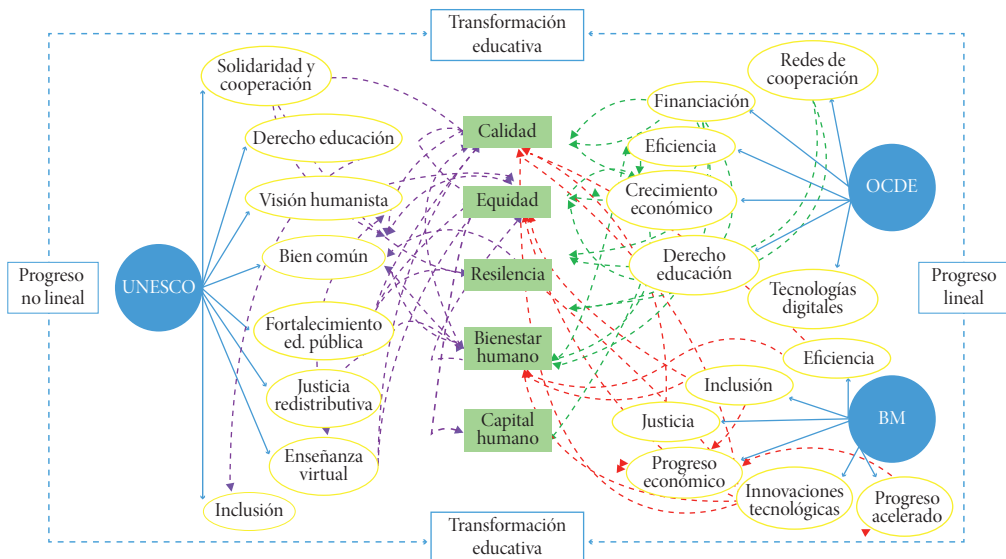 Transformación
educativa
Solidaridad y
cooperación
Derecho educación
Visión humanista
Bien común
Fortalecimiento
ed. pública
Justicia
redistributiva
Enseñanza
virtual
Inclusión
Progreso
no lineal
UNESCO
Calidad
Equidad
Resilencia
Bienestar
humano
Capital
humano
Redes de
cooperación
Financiación
Eficiencia
Crecimiento
económico
Derecho
educación
Tecnologías
digitales
OCDE
Progreso
lineal
Eficiencia
Inclusión
Justicia
Progreso
económico
Innovaciones
tecnológicas
Progreso
acelerado
BM
Transformación
educativa